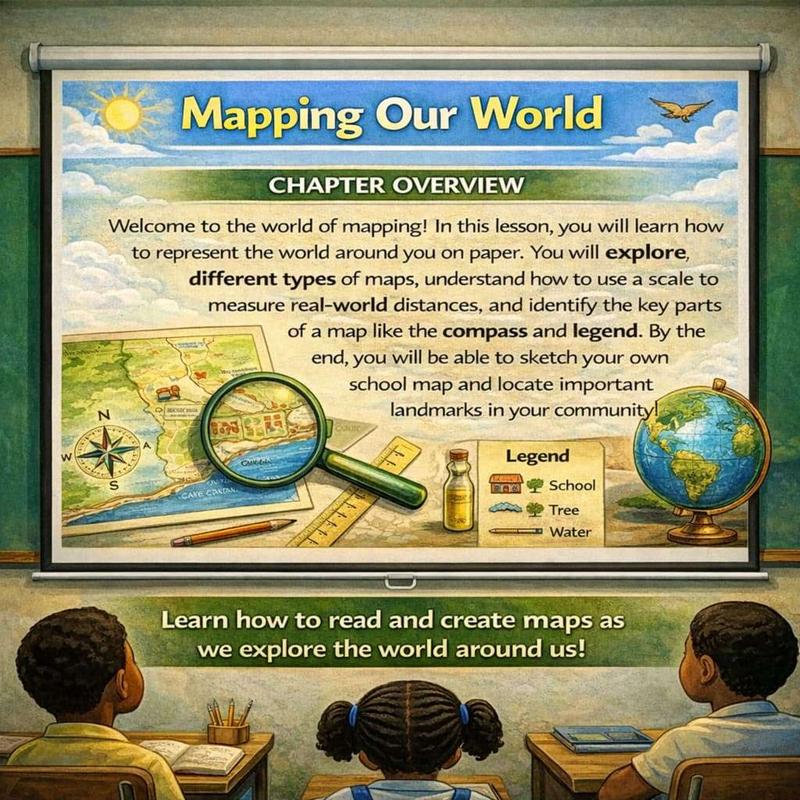 Mapping Our World
CHAPTER OVERVIEW
Welcome to the world of mapping! In this lesson, you will learn how
to represent the world around you on paper. You will explore,
different types of maps, understand how to use a scale to
measure real-world distances, and identify the key parts
of a map like the compass and legend. By the
end, you will be able to sketch your own
school map and locate important
landmarks in your community!
N
W
A
S
Legend
School
Tree
Water
Learn how to read and create maps as
we explore the world around us!